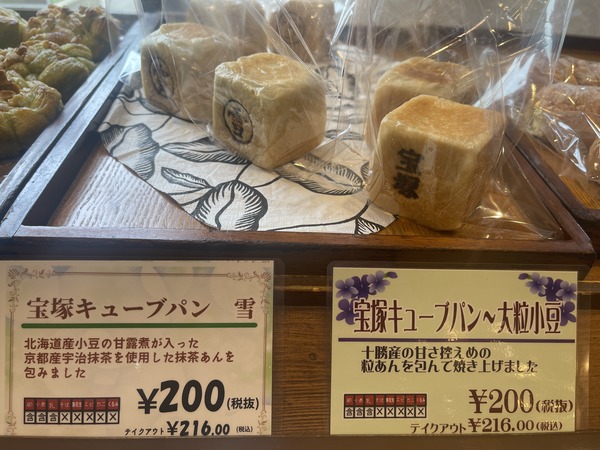 宝塚
宝塚キューブパン 雪
北海道産小豆の甘露煮が入った
京都産宇治抹茶を使用した抹茶あんを
包みました
¥200(税抜)
テイクアウト ¥216.00(税込)
宝塚キューブパン~大粒小豆
十勝産の甘さ控えめの
粒あんを包んで焼き上げました
¥200(税抜)
テイクアウト ¥216.00(税込)